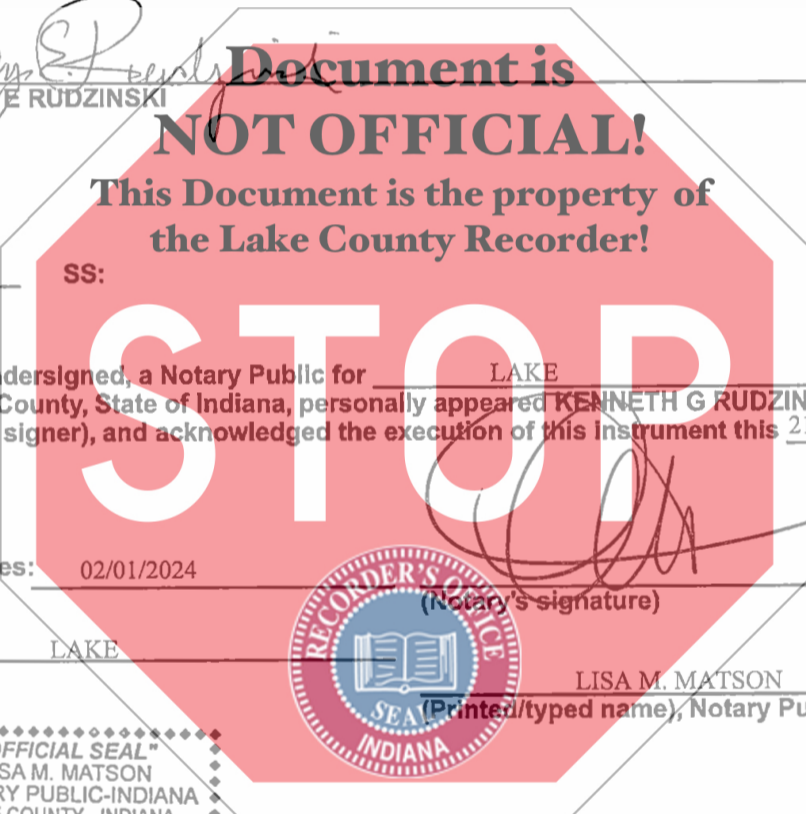 Document is
E RUDZINSKI
NOT OFFICIAL!
This Document is the property of
the Lake County Recorder!
SS:
STOP
dersigned, a Notary Public for LAKE
County, State of Indiana, personally appeared KENNETH G RUDZIN
signer), and acknowledged the execution of this instrument this 21
es: 02/01/2024
(Notary's signature)
RECORDER'S OFFICE
SEAL
INDIANA
LAKE
LISA M. MATSON
(Printed/typed name), Notary Pu
FFICIAL SEAL"
SA M. MATSON
RY PUBLIC-INDIANA
COUNTY, INDIANA